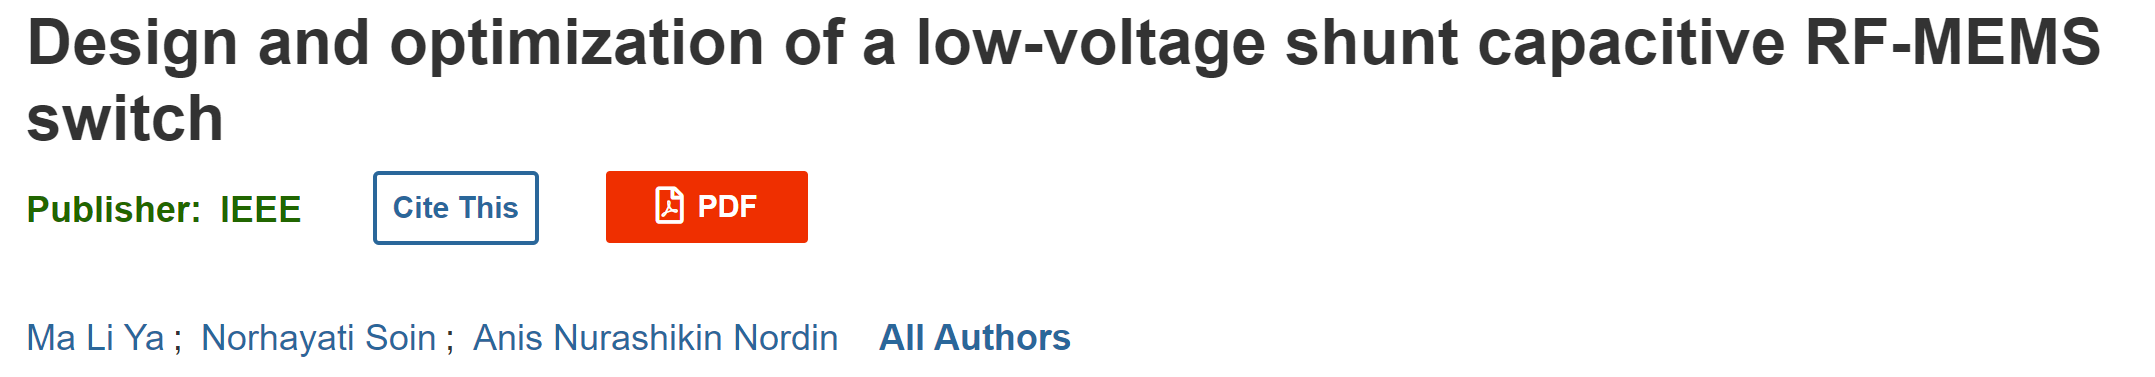 Design and optimization of a low-voltage shunt capacitive RF-MEMS
switch
Publisher: IEEE Cite This PDF
Ma Li Ya ; Norhayati Soin ; Anis Nurashikin Nordin All Authors